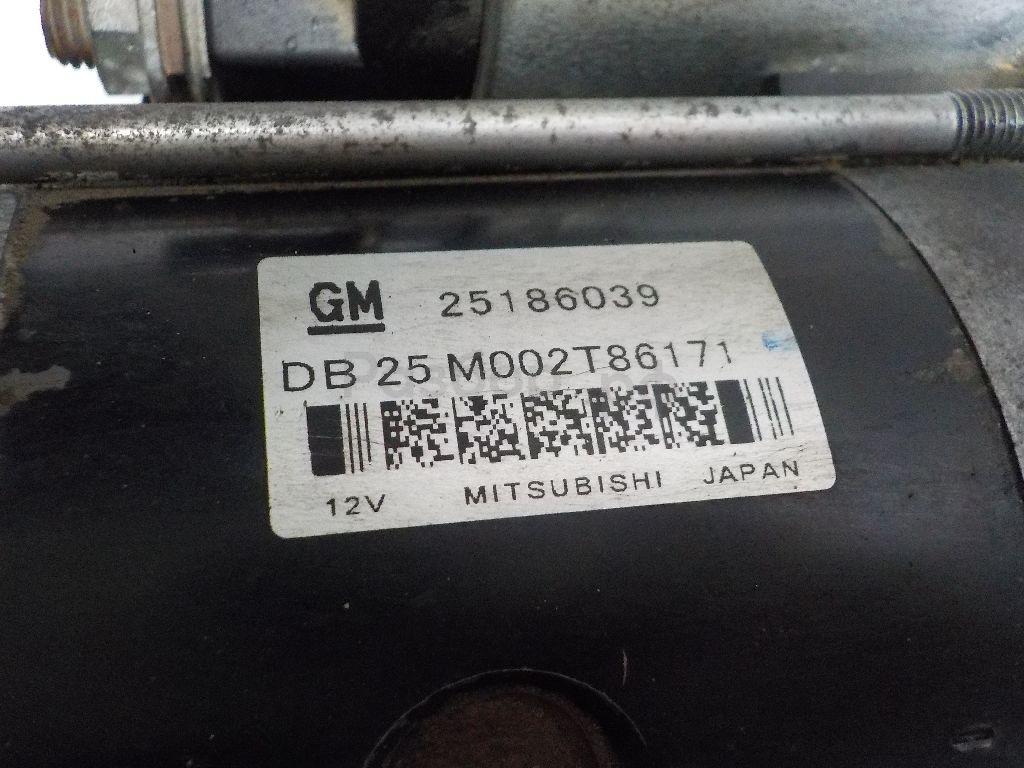 GM 25186039
DB 25 M002T86171
12V MITSUBISHI JAPAN